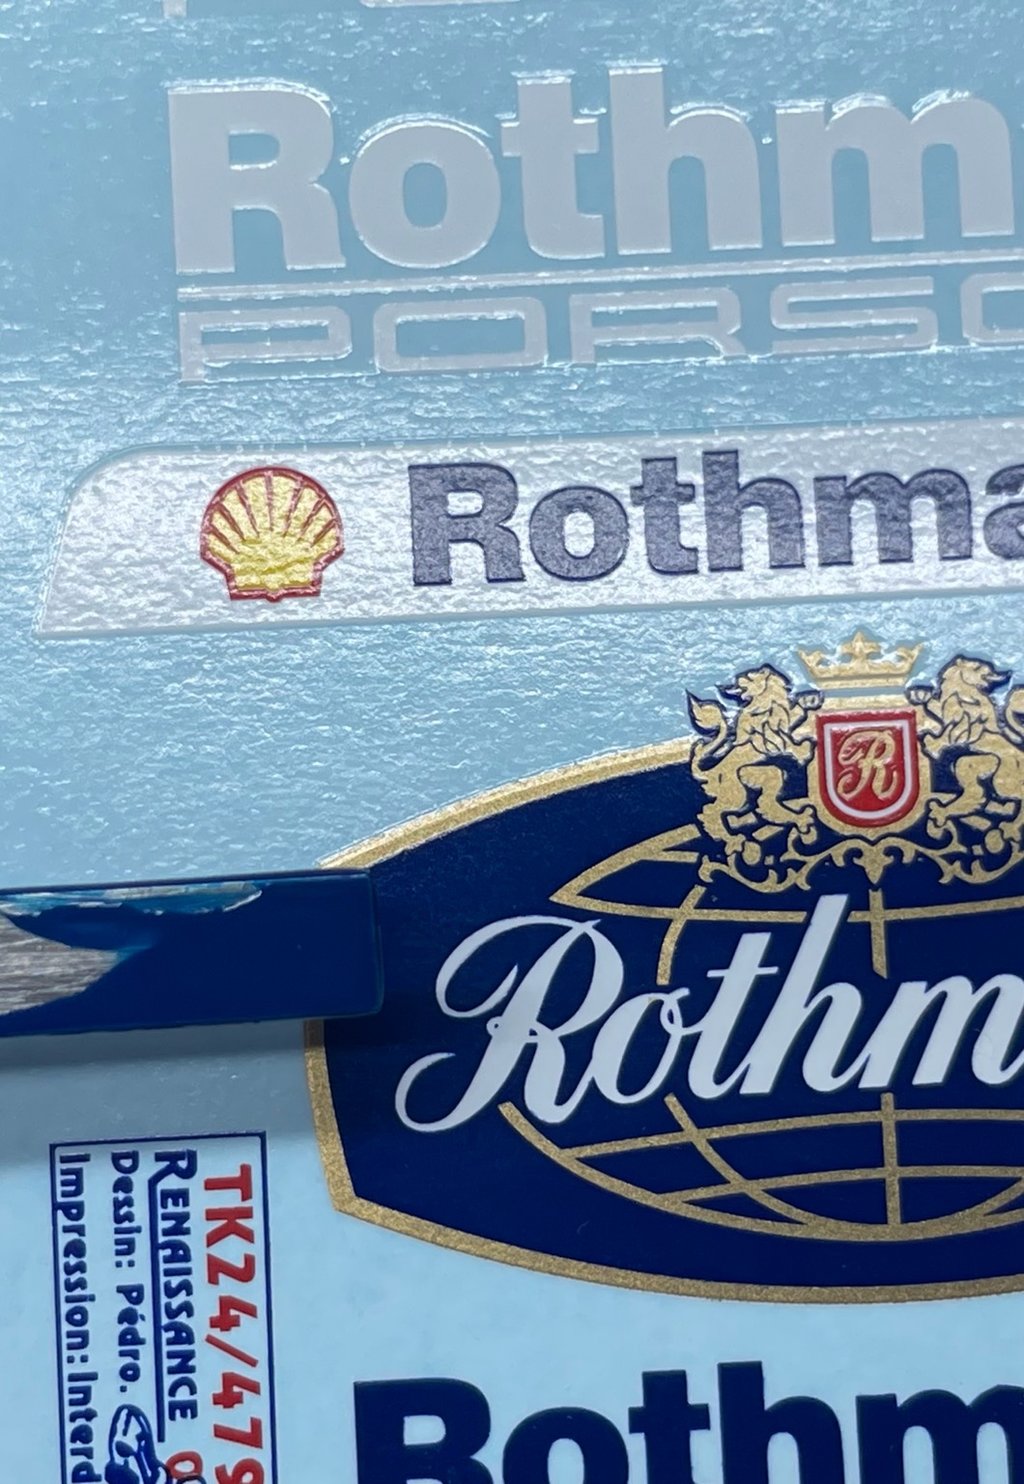 Rothm
PORSC
Rothma
R
Rothm
TK24/479
RENAISSANCE
Dessin: Pédro.
Impression: Interd
Rothm